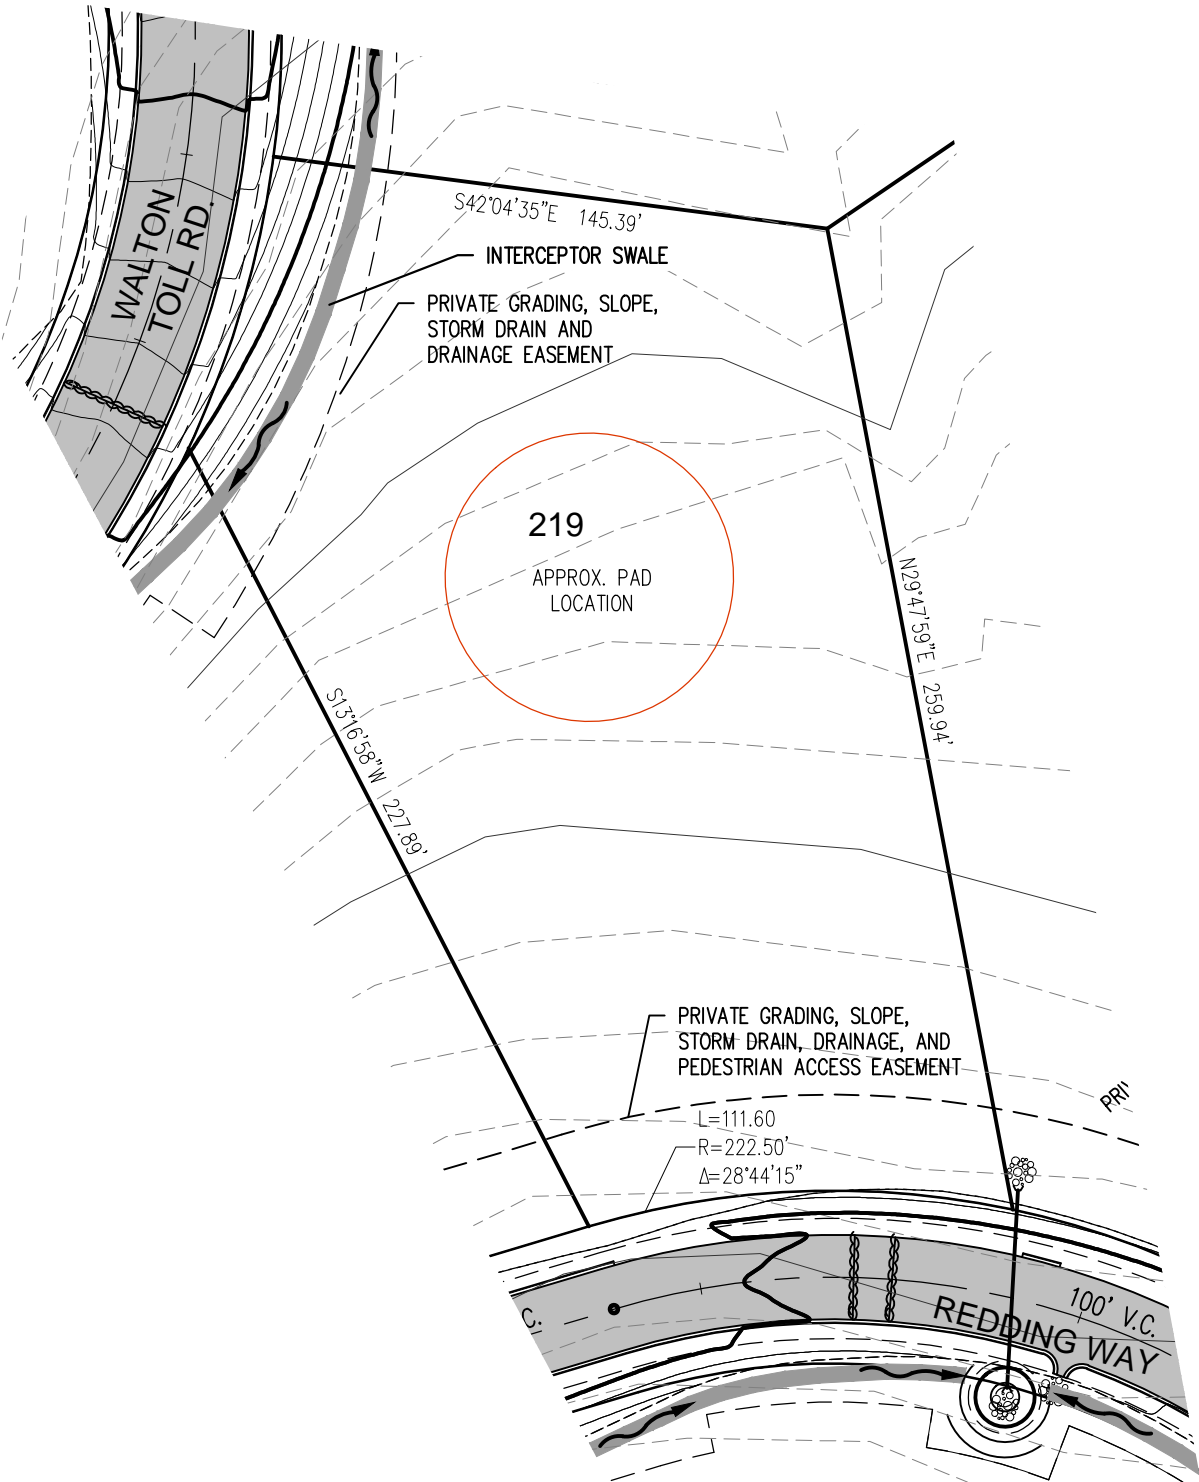 WALTON
TOLL RD.
S42°04'35"E 145.39'
INTERCEPTOR SWALE
PRIVATE GRADING, SLOPE,
STORM DRAIN AND
DRAINAGE EASEMENT
219
APPROX. PAD
LOCATION
N29°47'59"E 259.94'
S13°16'58"W 227.89'
PRIVATE GRADING, SLOPE,
STORM DRAIN, DRAINAGE, AND
PEDESTRIAN ACCESS EASEMENT
PRI
L=111.60
R=222.50'
Δ=28°44'15"
C.
100' V.C.
REDDING WAY